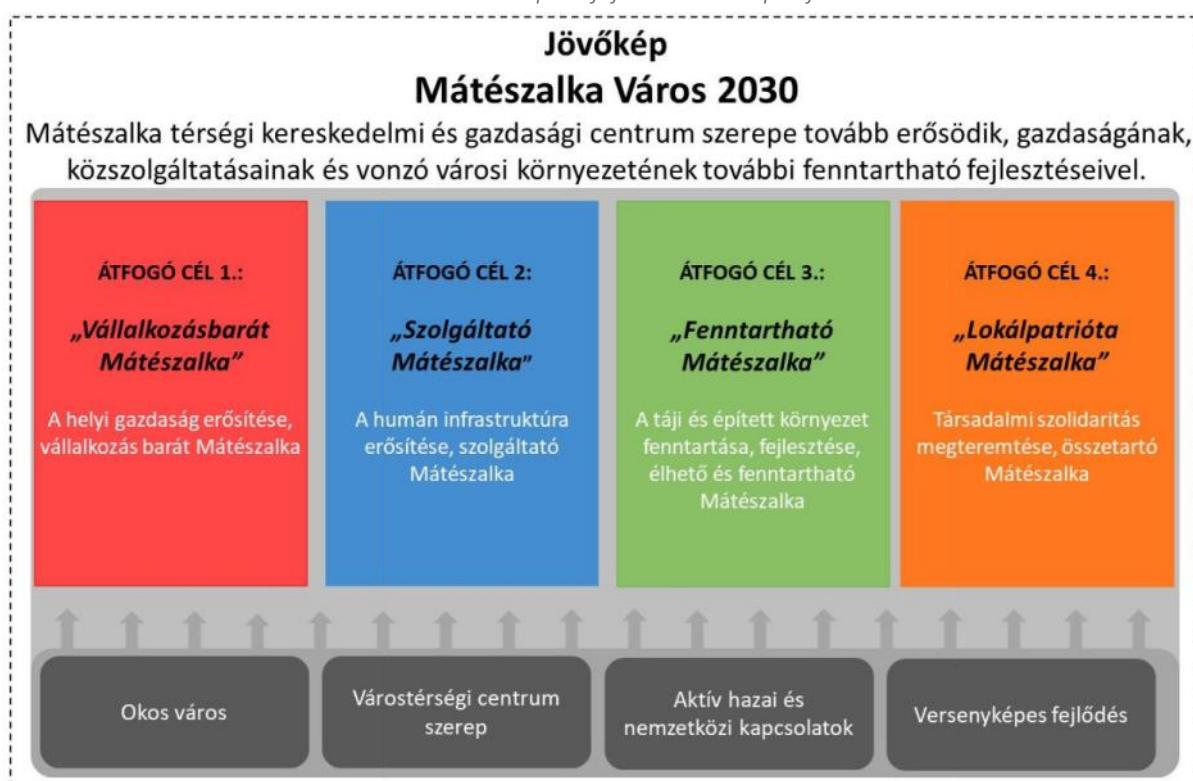 Jövőkép
Mátészalka Város 2030
Mátészalka térségi kereskedelmi és gazdasági centrum szerepe tovább erősödik, gazdaságának,
közszolgáltatásainak és vonzó városi környezetének további fenntartható fejlesztéseivel.
ÁTFOGÓ CÉL 1.:
„Vállalkozásbarát
Mátészalka”
A helyi gazdaság erősítése,
vállalkozás barát Mátészalka
ÁTFOGÓ CÉL 2:
„Szolgáltató
Mátészalka”
A humán infrastruktúra
erősítése, szolgáltató
Mátészalka
ÁTFOGÓ CÉL 3.:
„Fenntartható
Mátészalka”
A táji és épített környezet
fenntartása, fejlesztése,
élhető és fenntartható
Mátészalka
ÁTFOGÓ CÉL 4.:
„Lokálpatrióta
Mátészalka”
Társadalmi szolidaritás
megteremtése, összetartó
Mátészalka
Okos város
Várostérségi centrum
szerep
Aktív hazai és
nemzetközi kapcsolatok
Versenyképes fejlődés